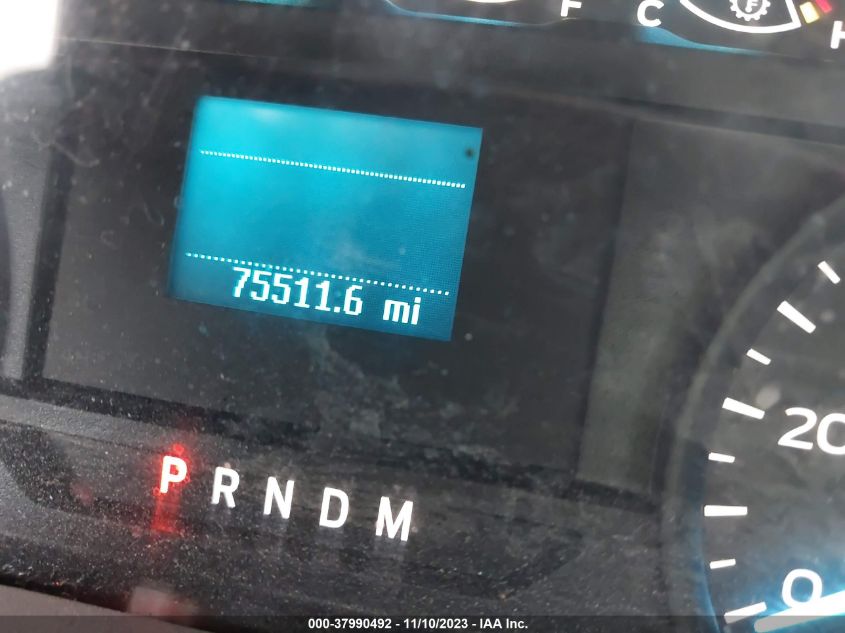 F C H
F
75511.6 mi
20
P R N D M
0
000-37990492 - 11/10/2023 - IAA Inc.